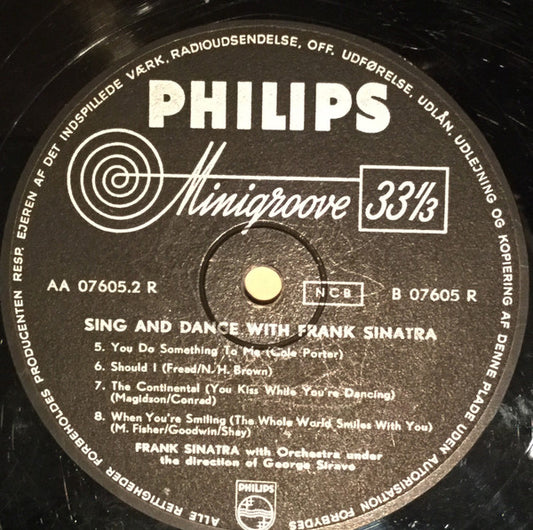 ALLE RETTIGHEDER FORBEHOLDES PRODUCENTEN RESP. EJEREN AF DET INDSPILLEDE VÆRK, RADIOUDSENDELSE, OFF. UDFØRELSE, UDLÅN, UDLEJNING OG KOPIERING AF DENNE PLADE UDEN AUTORISATION FORBYDES
PHILIPS
Minigroove 33⅓
AA 07605.2 R NCB B 07605 R
SING AND DANCE WITH FRANK SINATRA
5. You Do Something To Me (Cole Porter)
6. Should I (Freed/N. H. Brown)
7. The Continental (You Kiss While You're Dancing)
(Magidson/Conrad)
8. When You're Smiling (The Whole World Smiles With You)
(M. Fisher/Goodwin/Shay)
FRANK SINATRA with Orchestra under
the direction of George Siravo
PHILIPS